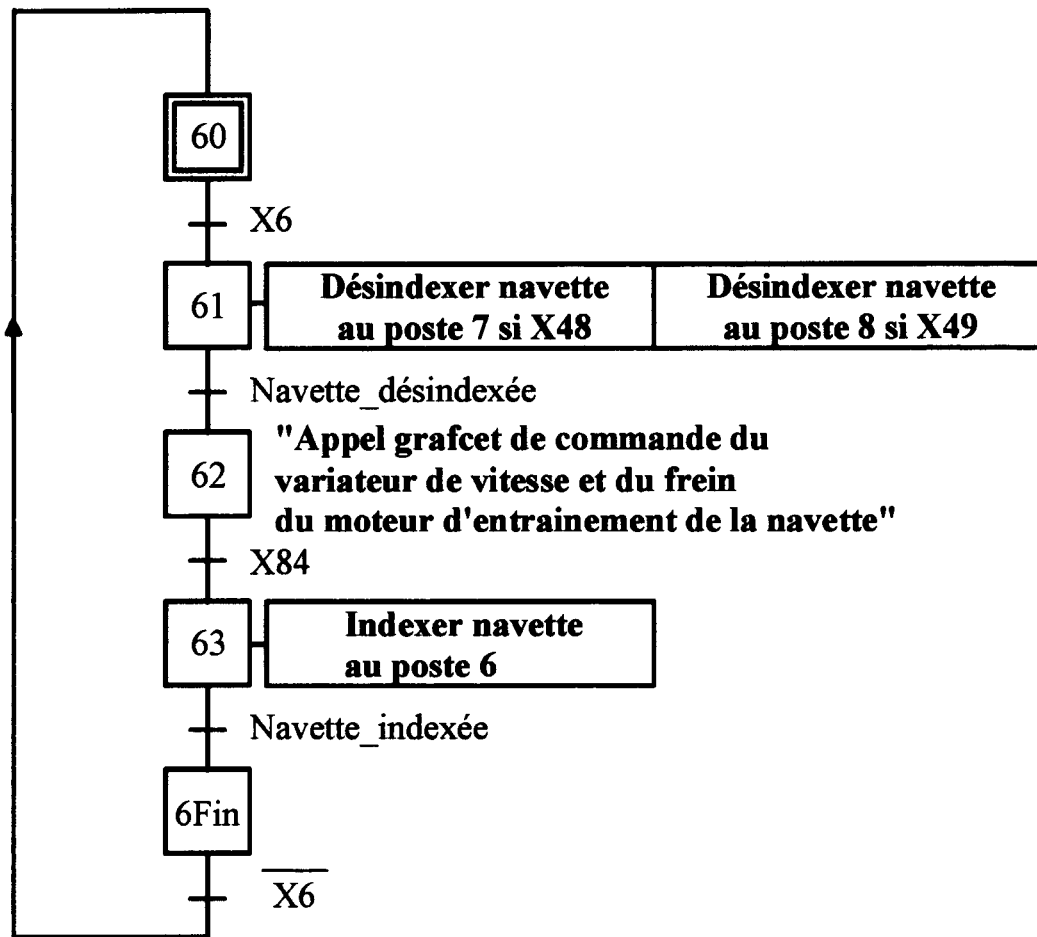 60
X6
61
Désindexer navette
au poste 7 si X48
Désindexer navette
au poste 8 si X49
Navette_désindexée
62
"Appel grafcet de commande du
variateur de vitesse et du frein
du moteur d'entrainement de la navette"
X84
63
Indexer navette
au poste 6
Navette_indexée
6Fin
X̅6̅